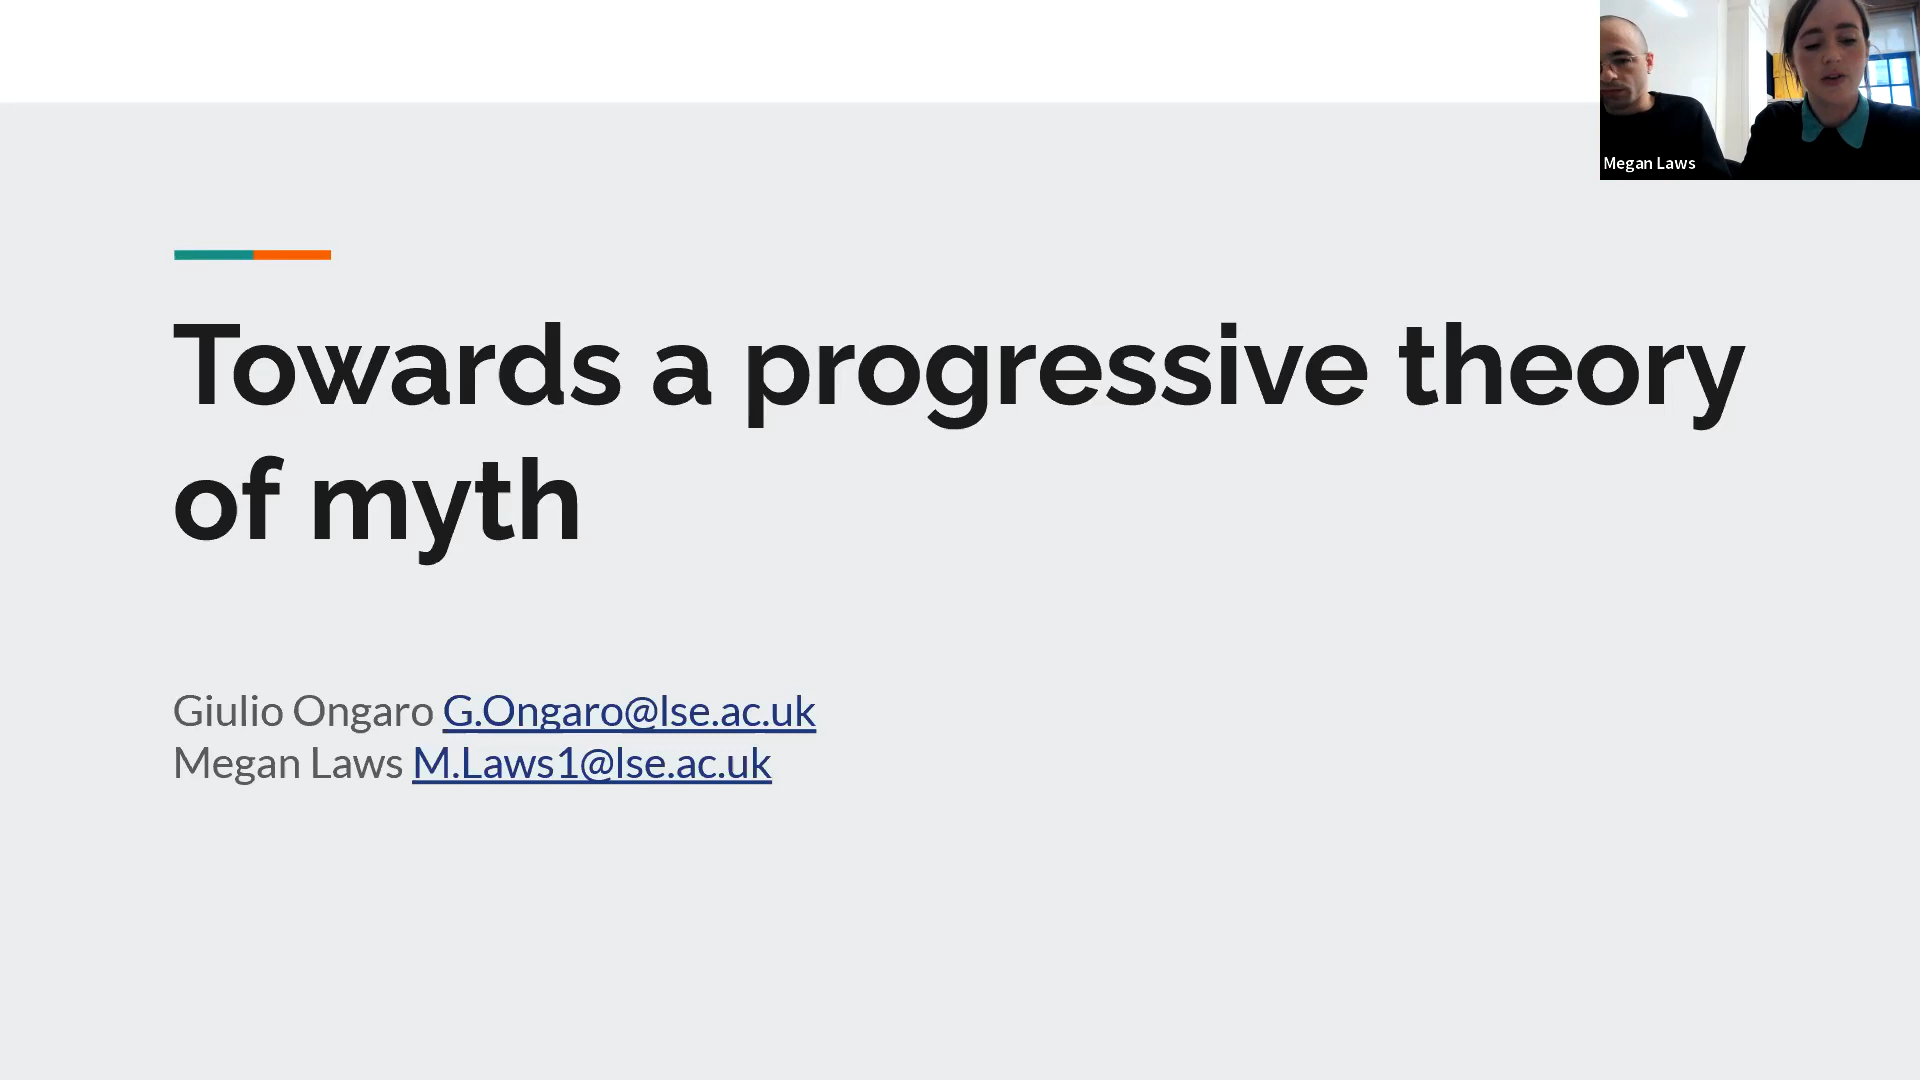 Megan Laws
Towards a progressive theory
of myth
Giulio Ongaro G.Ongaro@lse.ac.uk
Megan Laws M.Laws1@lse.ac.uk